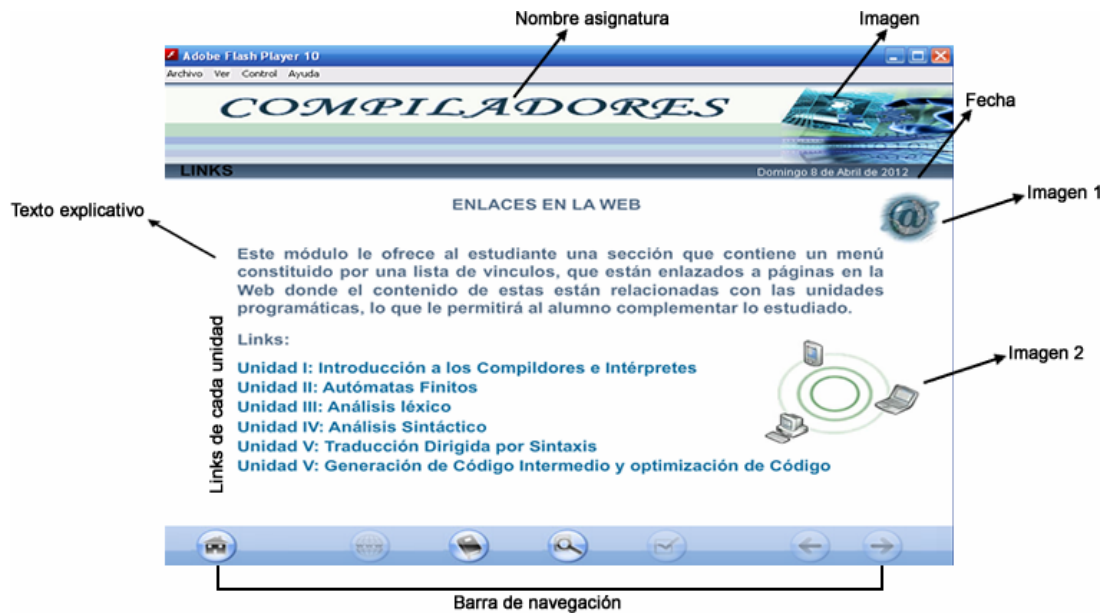 Nombre asignatura
Imagen
Adobe Flash Player 10
Archivo Ver Control Ayuda
COMPILADORES
Fecha
LINKS
Domingo 8 de Abril de 2012
Imagen 1
Texto explicativo
ENLACES EN LA WEB
Este módulo le ofrece al estudiante una sección que contiene un menú
constituido por una lista de vinculos, que están enlazados a páginas en la
Web donde el contenido de estas están relacionadas con las unidades
programáticas, lo que le permitirá al alumno complementar lo estudiado.
Links de cada unidad
Links:
Imagen 2
Unidad I: Introducción a los Compildores e Intérpretes
Unidad II: Autómatas Finitos
Unidad III: Análisis léxico
Unidad IV: Análisis Sintáctico
Unidad V: Traducción Dirigida por Sintaxis
Unidad V: Generación de Código Intermedio y optimización de Código
Barra de navegación